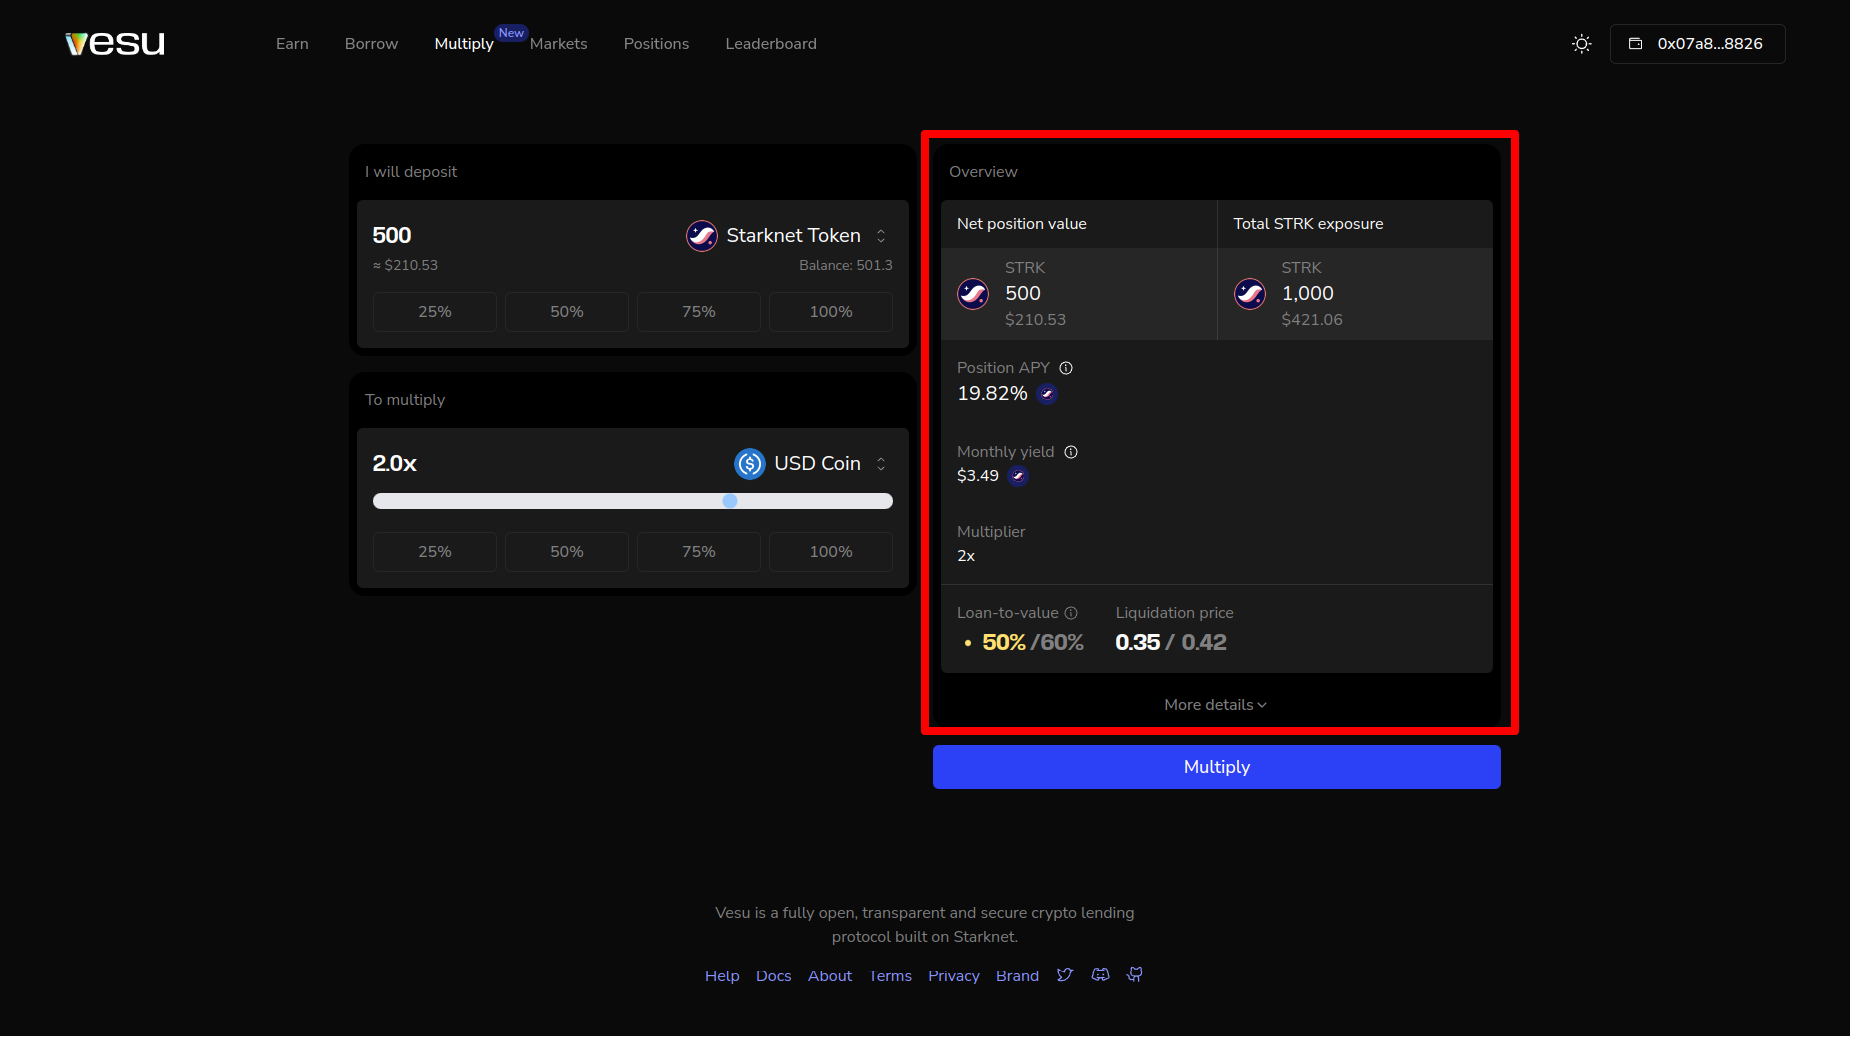 vesu
Earn
Borrow
Multiply
New
Markets
Positions
Leaderboard
0x07a8...8826
I will deposit
500
Starknet Token
≈ $210.53
Balance: 501.3
25%
50%
75%
100%
To multiply
2.0x
USD Coin
25%
50%
75%
100%
Overview
Net position value
Total STRK exposure
STRK
500
$210.53
STRK
1,000
$421.06
Position APY
19.82%
Monthly yield
$3.49
Multiplier
2x
Loan-to-value
50% /60%
Liquidation price
0.35 / 0.42
More details
Multiply
Vesu is a fully open, transparent and secure crypto lending
protocol built on Starknet.
Help
Docs
About
Terms
Privacy
Brand